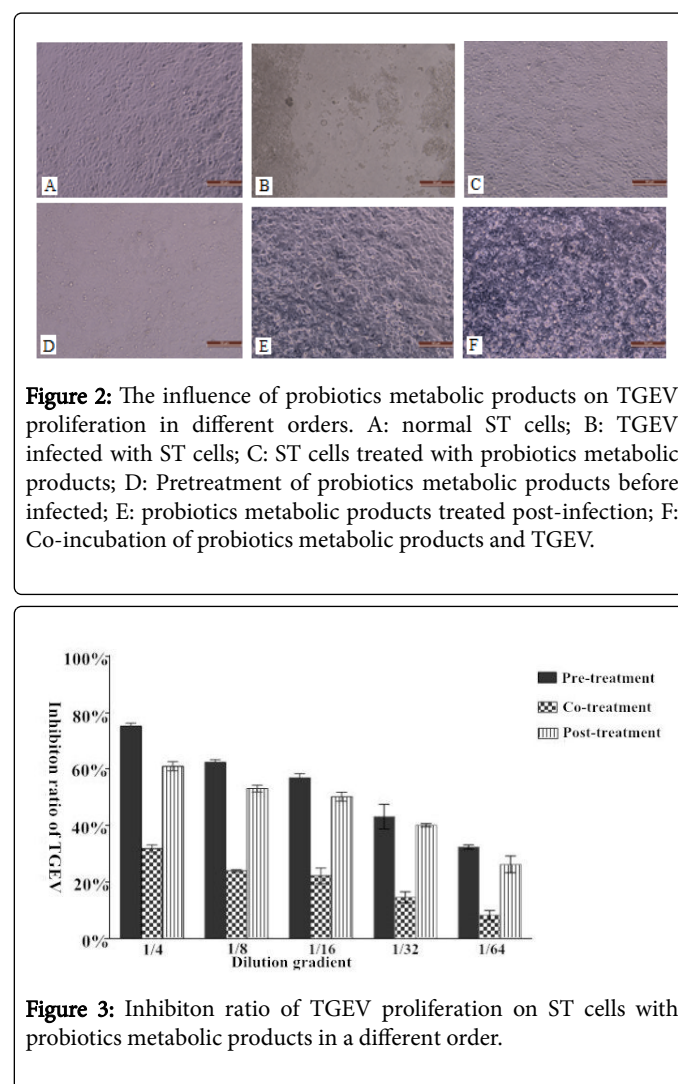 A
B
C
D
E
F
Figure 2: The influence of probiotics metabolic products on TGEV
proliferation in different orders. A: normal ST cells; B: TGEV
infected with ST cells; C: ST cells treated with probiotics metabolic
products; D: Pretreatment of probiotics metabolic products before
infected; E: probiotics metabolic products treated post-infection; F:
Co-incubation of probiotics metabolic products and TGEV.
Inhibiton ratio of TGEV
100%
80%
60%
40%
20%
0%
1/4 1/8 1/16 1/32 1/64
Dilution gradient
Pre-treatment
Co-treatment
Post-treatment
Figure 3: Inhibiton ratio of TGEV proliferation on ST cells with
probiotics metabolic products in a different order.